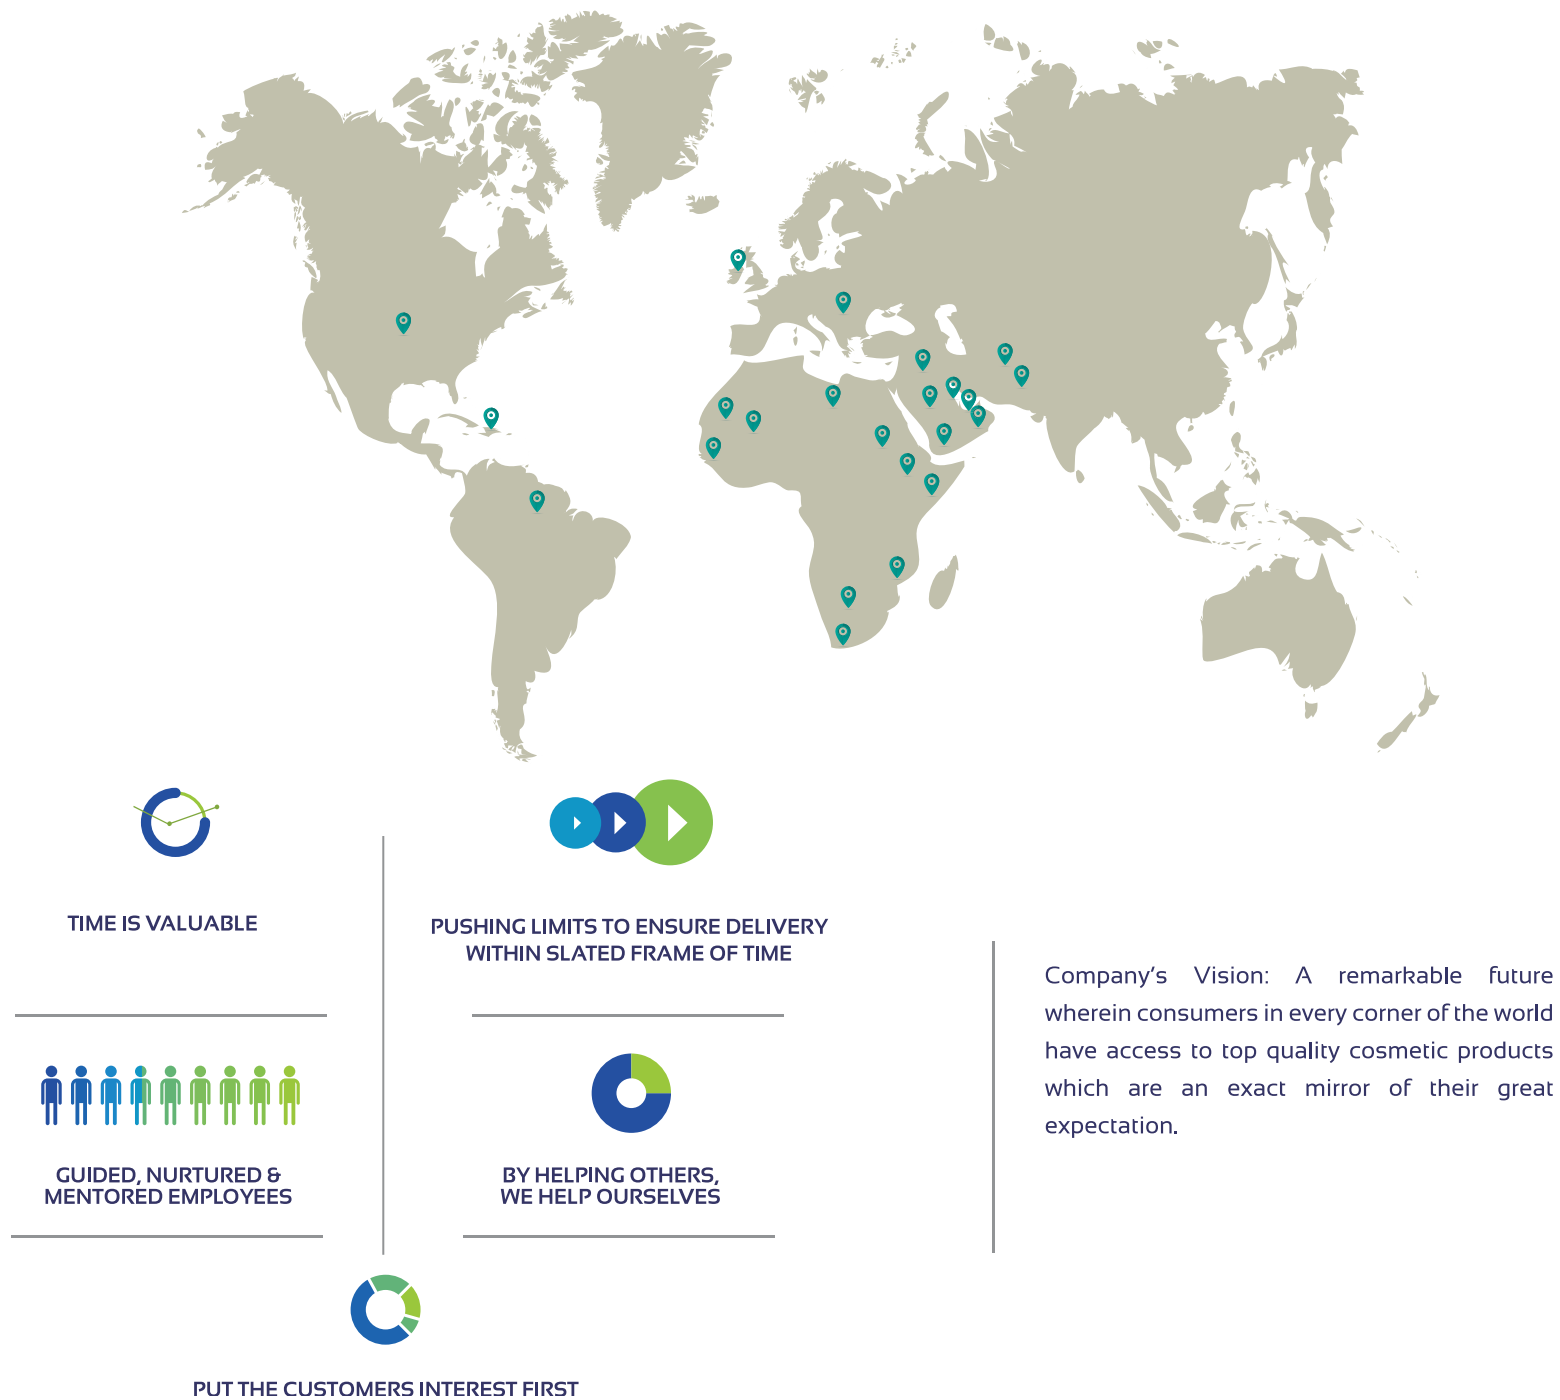 TIME IS VALUABLE
PUSHING LIMITS TO ENSURE DELIVERY
WITHIN SLATED FRAME OF TIME
GUIDED, NURTURED &
MENTORED EMPLOYEES
BY HELPING OTHERS,
WE HELP OURSELVES
PUT THE CUSTOMERS INTEREST FIRST
Company's Vision: A remarkable future
wherein consumers in every corner of the world
have access to top quality cosmetic products
which are an exact mirror of their great
expectation.